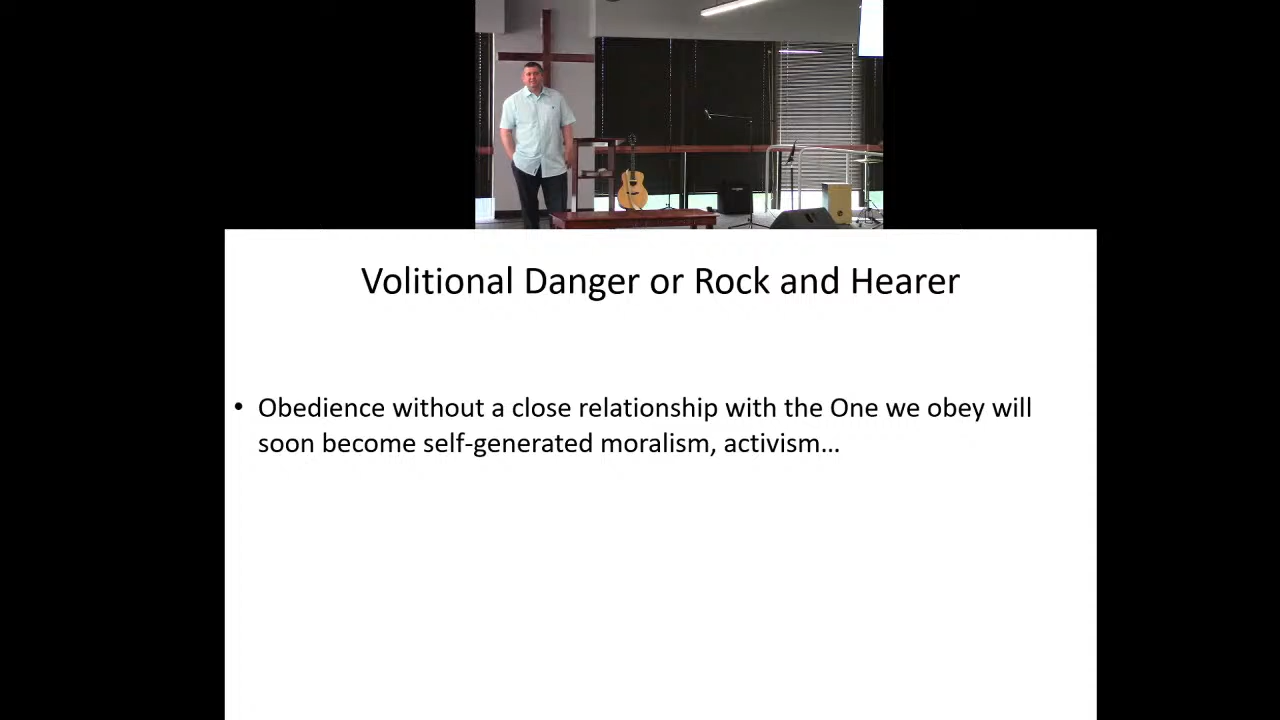 Volitional Danger or Rock and Hearer
• Obedience without a close relationship with the One we obey will
soon become self-generated moralism, activism…